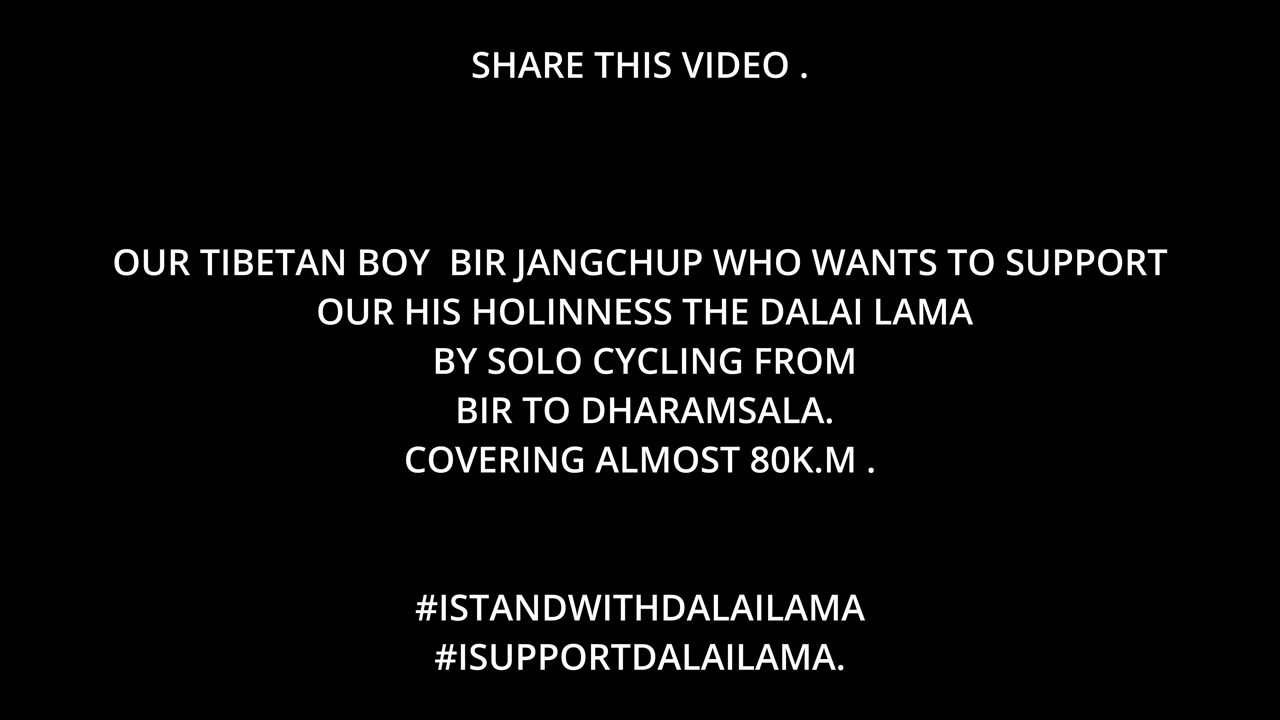 SHARE THIS VIDEO .
OUR TIBETAN BOY  BIR JANGCHUP WHO WANTS TO SUPPORT
OUR HIS HOLINNESS THE DALAI LAMA
BY SOLO CYCLING FROM
BIR TO DHARAMSALA.
COVERING ALMOST 80K.M .
#ISTANDWITHDALAILAMA
#ISUPPORTDALAILAMA.